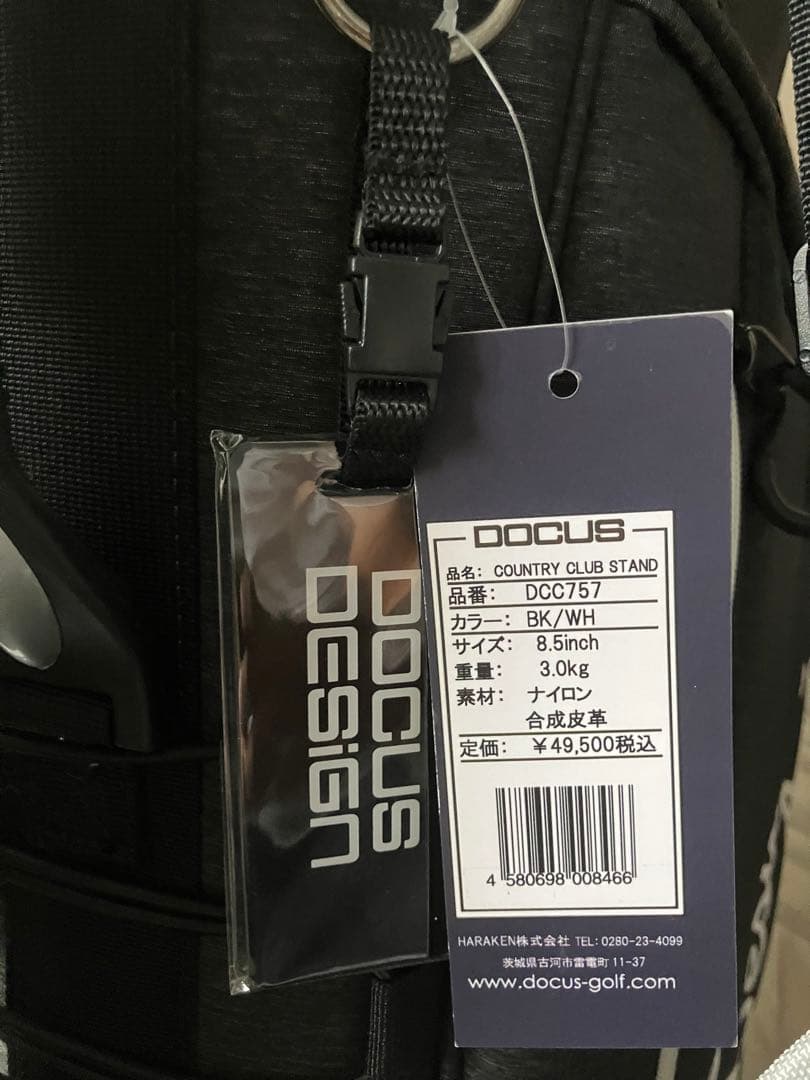 DOCUS
DESiGN
DOCUS
品名: COUNTRY CLUB STAND
品番: DCC757
カラー: BK/WH
サイズ: 8.5inch
重量: 3.0kg
素材: ナイロン
合成皮革
定価: ￥49,500税込
4 580698 008466
HARAKEN株式会社 TEL:0280-23-4099
茨城県古河市雷電町 11-37
www.docus-golf.com